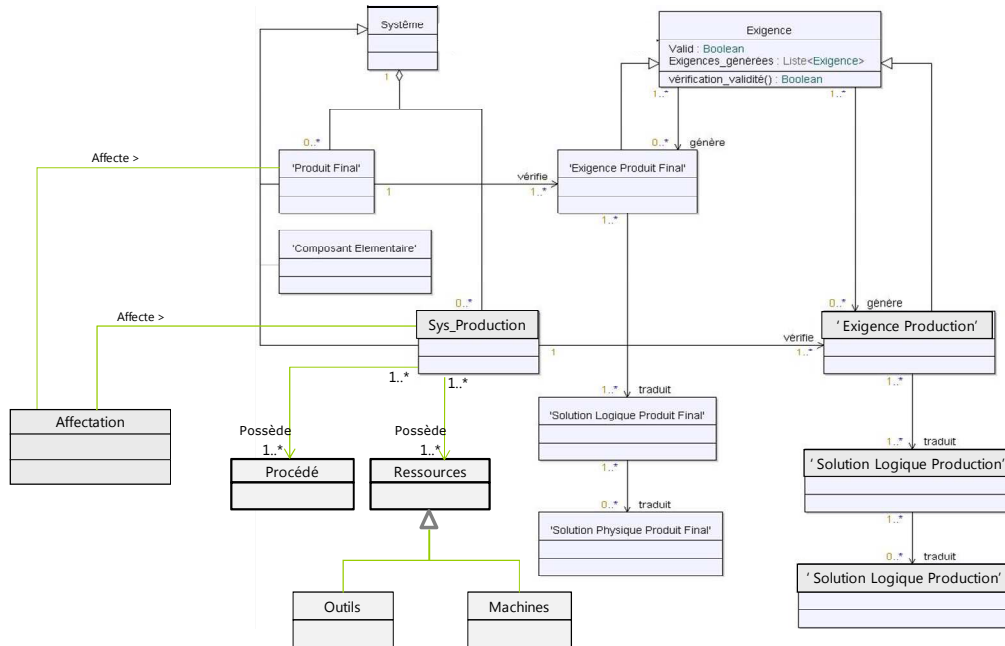 Système
1
0..*
Exigence
Valid : Boolean
Exigences_générées : Liste<Exigence>
vérification_validité() : Boolean
1..*
1..*
0..*
génère
Affecte >
'Produit Final'
1
vérifie
1..*
'Exigence Produit Final'
1..*
'Composant Elementaire'
0..*
Affecte >
Sys_Production
1
vérifie
1..*
0..*
génère
‘ Exigence Production’
1..*
1..*
1..*
Affectation
Possède
1..*
Possède
1..*
Procédé
Ressources
1..*
traduit
'Solution Logique Produit Final'
1..*
0..*
traduit
'Solution Physique Produit Final'
1..*
traduit
‘ Solution Logique Production’
1..*
0..*
traduit
‘ Solution Logique Production’
Outils
Machines